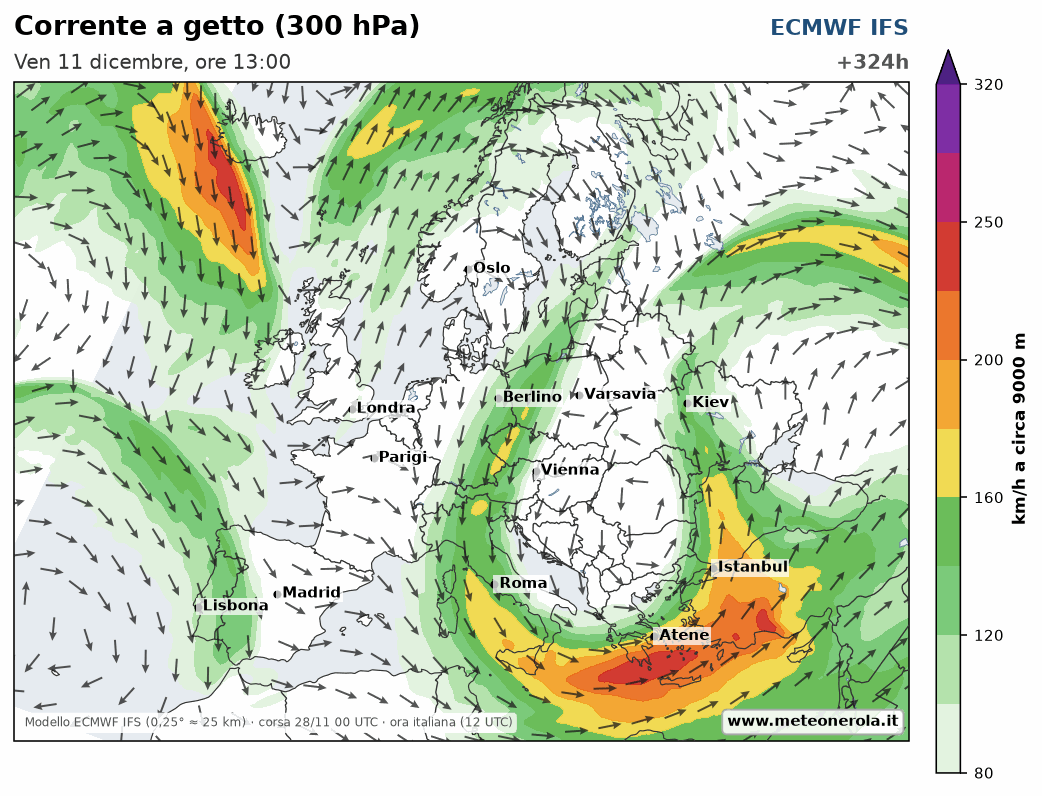 Corrente a getto (300 hPa)
ECMWF IFS
Ven 11 dicembre, ore 13:00
+324h
320
250
200
160
120
80
km/h a circa 9000 m
Oslo
Londra
Berlino
Varsavia
Kiev
Parigi
Vienna
Istanbul
Roma
Madrid
Lisbona
Atene
Modello ECMWF IFS (0,25° ≈ 25 km) · corsa 28/11 00 UTC · ora italiana (12 UTC)
www.meteonerola.it